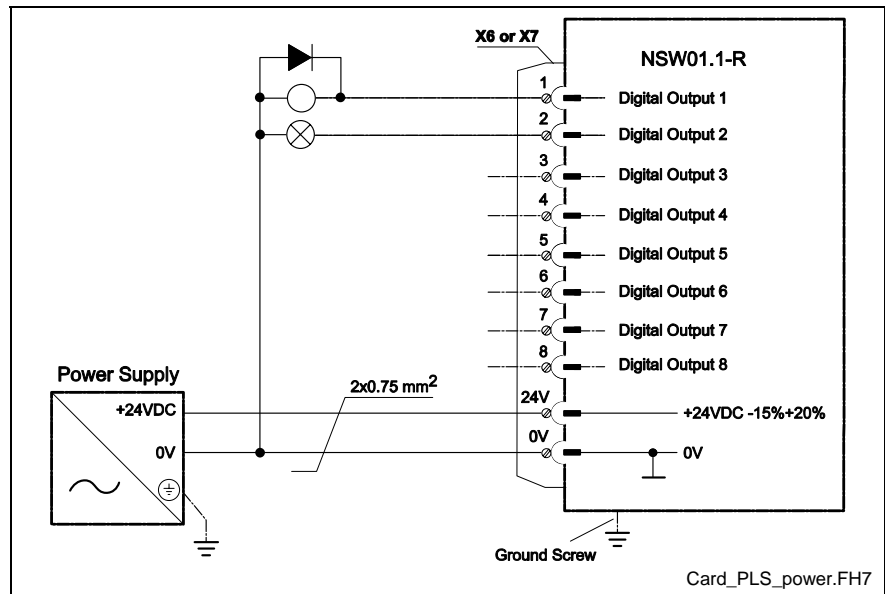 X6 or X7
NSW01.1-R
1
Digital Output 1
2
Digital Output 2
3
Digital Output 3
4
Digital Output 4
5
Digital Output 5
6
Digital Output 6
7
Digital Output 7
8
Digital Output 8
Power Supply
2x0.75 mm²
24V
+24VDC
+24VDC -15%+20%
0V
0V
0V
Ground Screw
Card_PLS_power.FH7